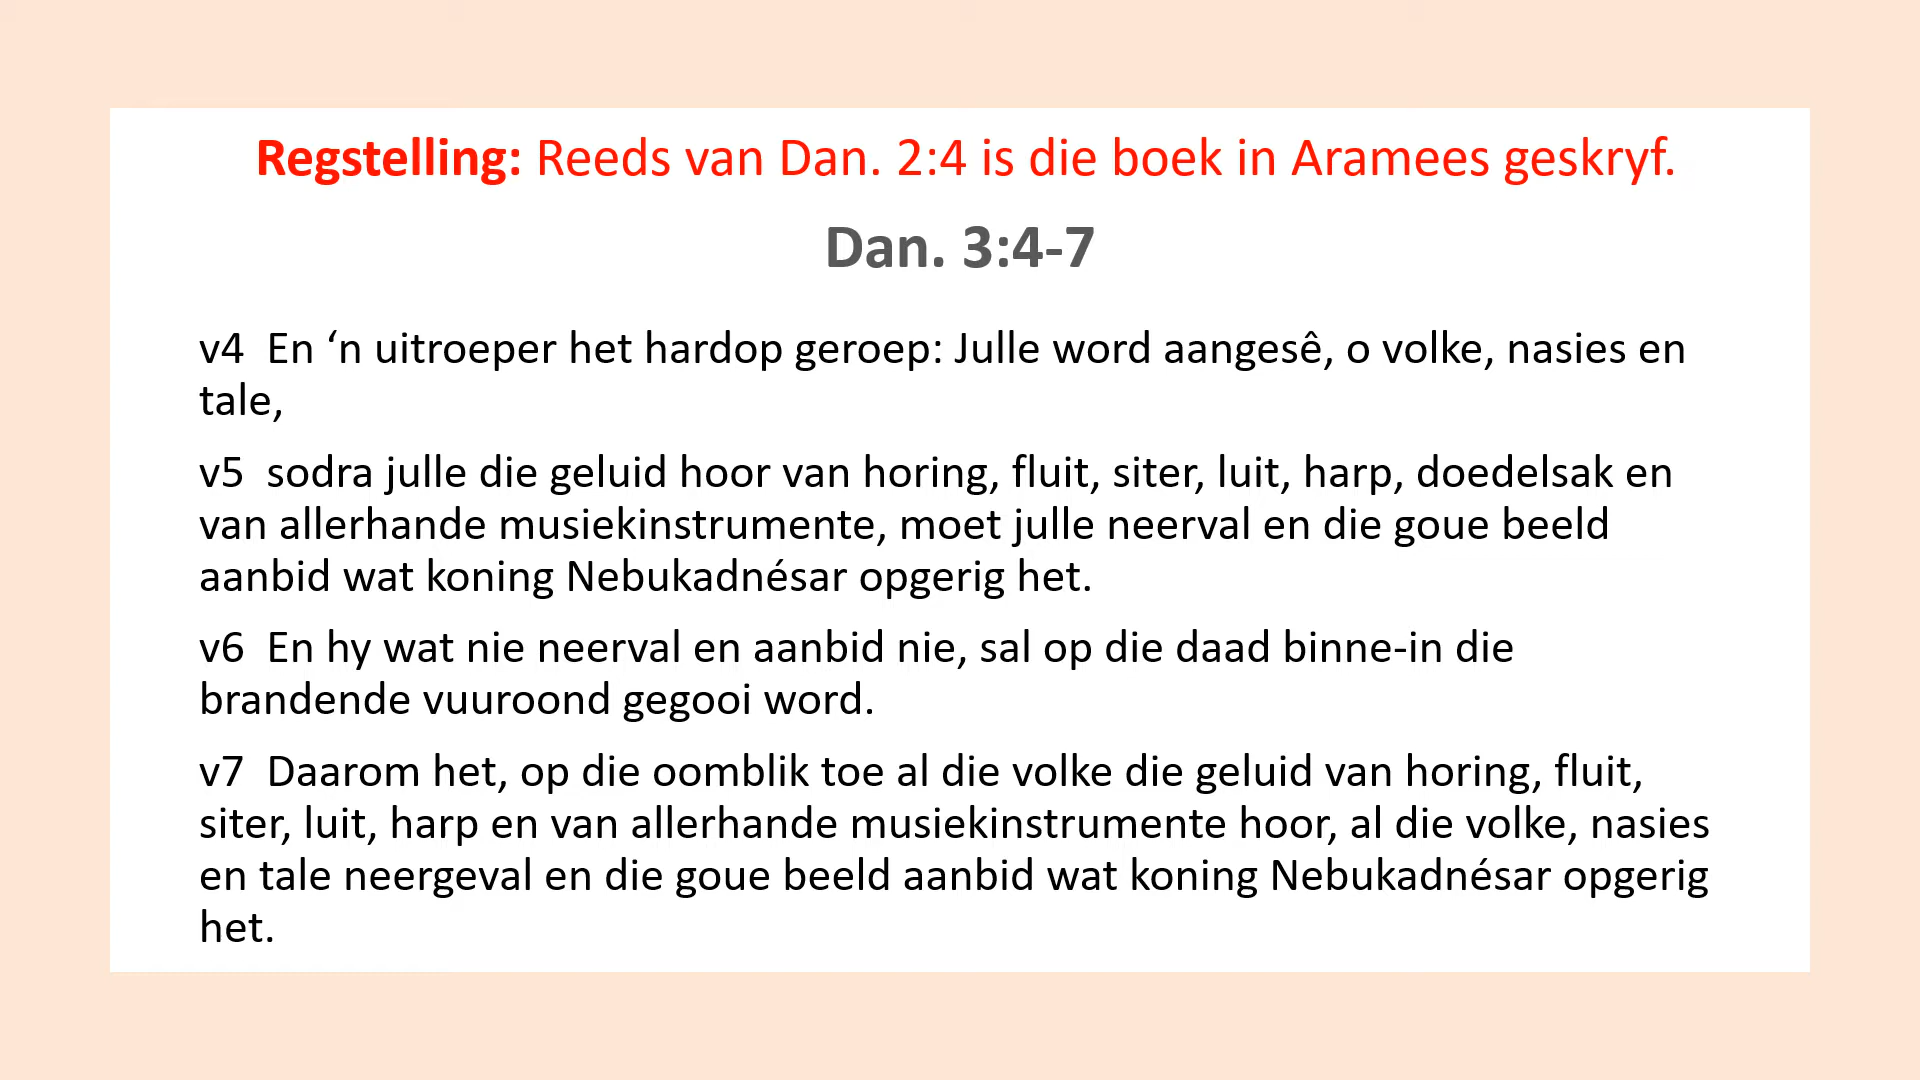 Regstelling: Reeds van Dan. 2:4 is die boek in Aramees geskryf.
Dan. 3:4-7
v4  En ‘n uitroeper het hardop geroep: Julle word aangesê, o volke, nasies en
tale,
v5  sodra julle die geluid hoor van horing, fluit, siter, luit, harp, doedelsak en
van allerhande musiekinstrumente, moet julle neerval en die goue beeld
aanbid wat koning Nebukadnésar opgerig het.
v6  En hy wat nie neerval en aanbid nie, sal op die daad binne-in die
brandende vuuroond gegooi word.
v7  Daarom het, op die oomblik toe al die volke die geluid van horing, fluit,
siter, luit, harp en van allerhande musiekinstrumente hoor, al die volke, nasies
en tale neergeval en die goue beeld aanbid wat koning Nebukadnésar opgerig
het.